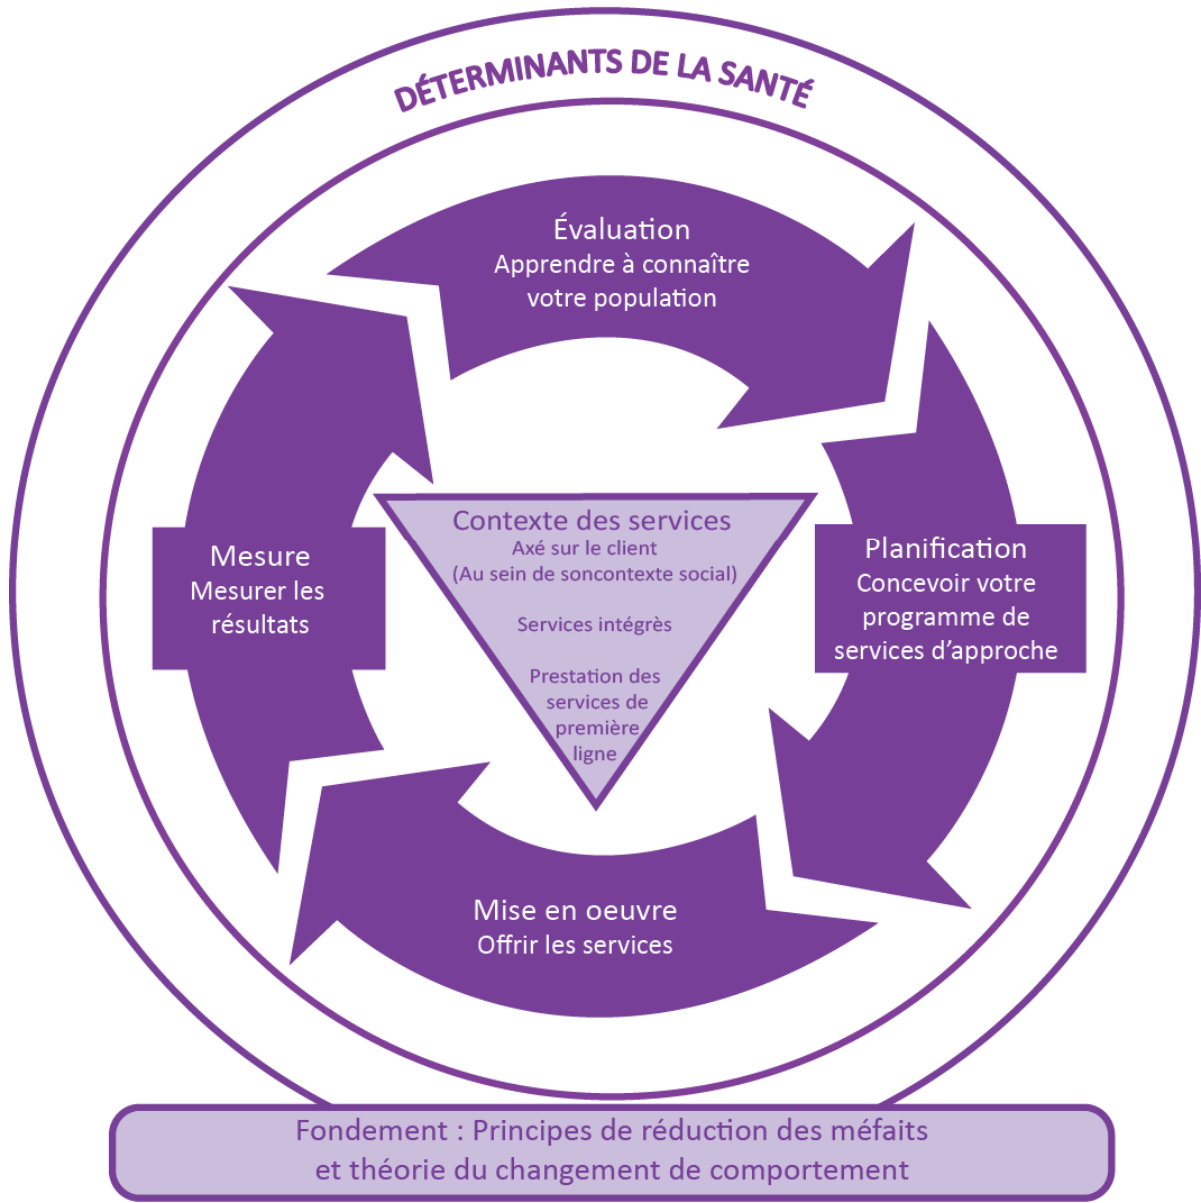 DÉTERMINANTS DE LA SANTÉ
Évaluation
Apprendre à connaître
votre population
Planification
Concevoir votre
programme de
services d’approche
Mise en oeuvre
Offrir les services
Mesure
Mesurer les
résultats
Contexte des services
Axé sur le client
(Au sein de soncontexte social)
Services intégrès
Prestation des
services de
première
ligne
Fondement : Principes de réduction des méfaits
et théorie du changement de comportement